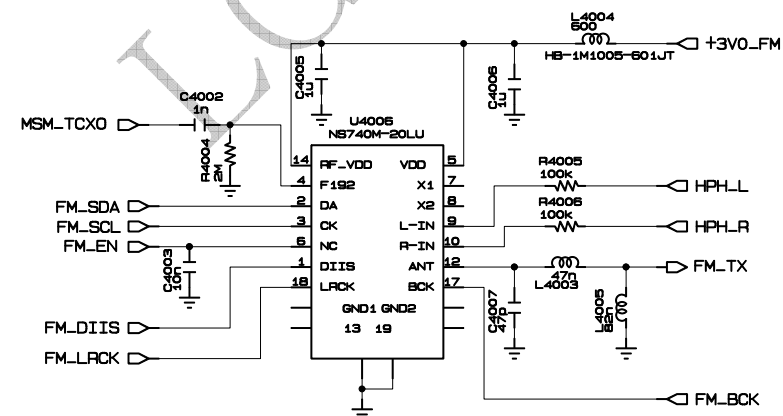 L4004
600
+3V0_FM
HB-1M1005-601JT
C4005
1u
C4006
1u
C4002
1n
MSM_TCXO
R4004
2M
U4006
NS740M-20LU
14 RF_VDD VDD 5
4 F192 X1 7
2 DA X2 8
3 CK L-IN 9
6 NC R-IN 10
1 DIIS ANT 12
18 LRCK BCK 17
GND1 GND2
13 19
FM_SDA
FM_SCL
FM_EN
C4003
10n
FM_DIIS
FM_LRCK
R4005
100k
HPH_L
R4006
100k
HPH_R
FM_TX
47n
L4003
C4007
47p
L4005
82n
FM_BCK
LG